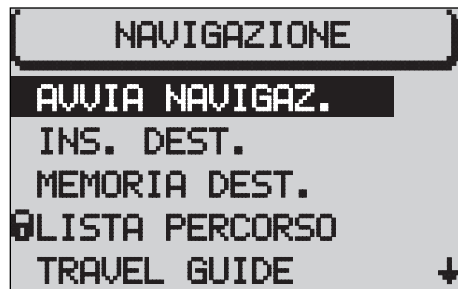 NAVIGAZIONE
AVVIA NAVIGAZ.
INS. DEST.
MEMORIA DEST.
LISTA PERCORSO
TRAVEL GUIDE